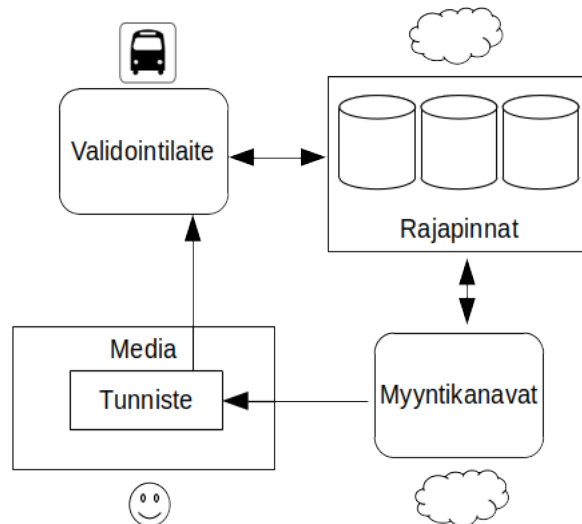 Validointilaite
Rajapinnat
Media
Tunniste
Myyntikanavat